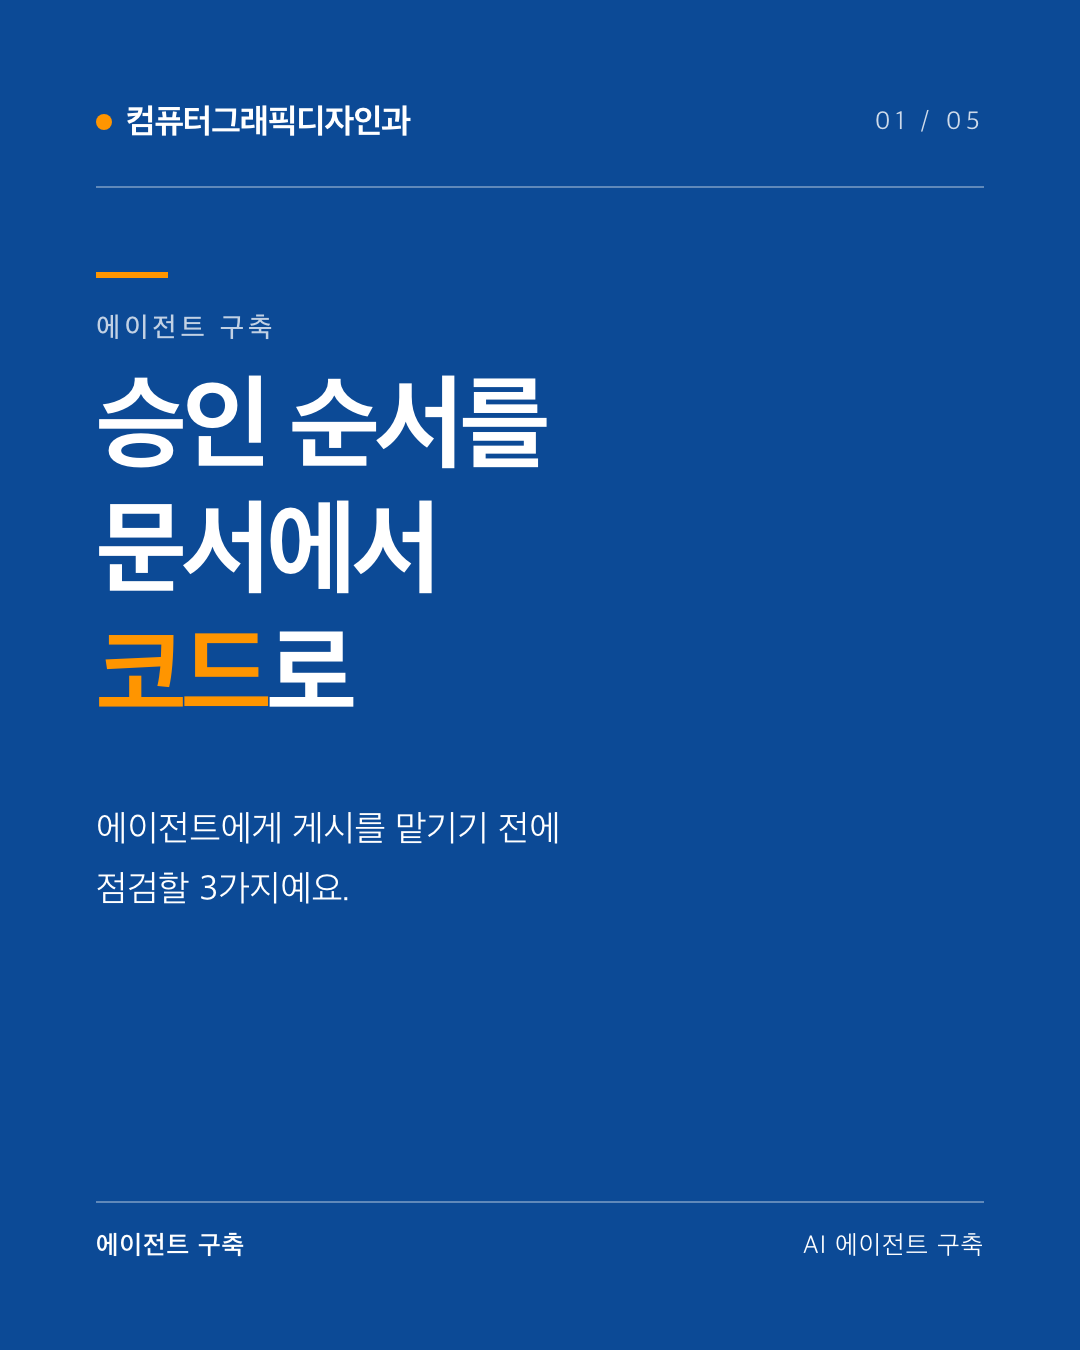 컴퓨터그래픽디자인과
01 / 05
에이전트 구축
승인 순서를
문서에서
코드로
에이전트에게 게시를 맡기기 전에
점검할 3가지예요.
에이전트 구축
AI 에이전트 구축